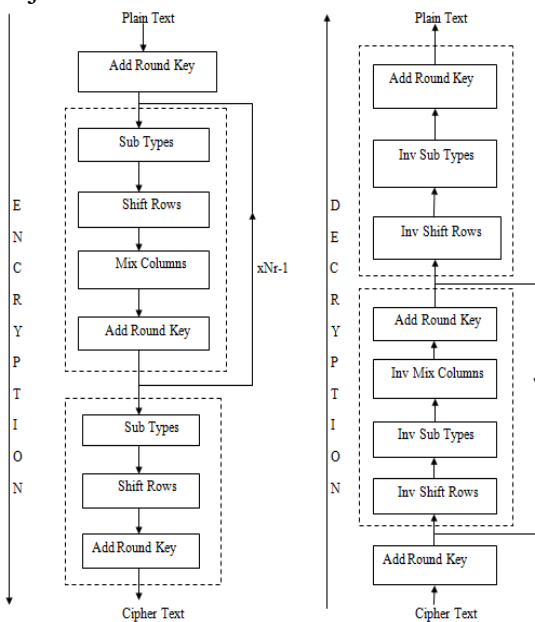 Plain Text
Add Round Key
Sub Types
Shift Rows
Mix Columns
Add Round Key
xNr-1
Sub Types
Shift Rows
Add Round Key
Cipher Text
ENCRYPTION
Plain Text
Add Round Key
Inv Sub Types
Inv Shift Rows
Add Round Key
Inv Mix Columns
Inv Sub Types
Inv Shift Rows
Add Round Key
Cipher Text
DECRYPTION